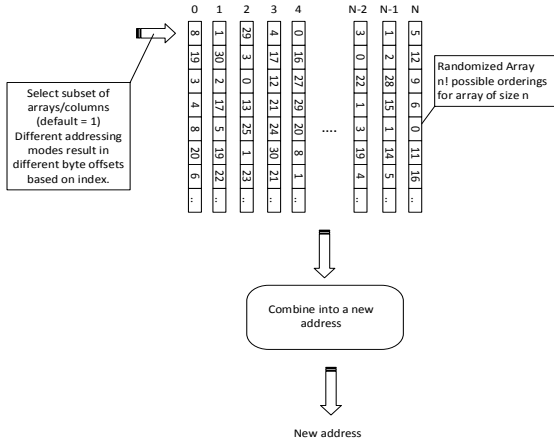 0 1 2 3 4 N-2 N-1 N
8 1 29 4 0 3 1 5
19 30 3 17 16 0 2 12
3 2 0 12 27 22 28 9
4 17 13 21 29 1 15 6
8 5 25 24 20 .... 3 1 0
20 19 1 30 8 19 14 11
6 22 23 21 1 4 5 16
.. .. .. .. .. .. .. ..
Select subset of
arrays/columns
(default = 1)
Different addressing
modes result in
different byte offsets
based on index.
Randomized Array
n! possible orderings
for array of size n
Combine into a new
address
New address